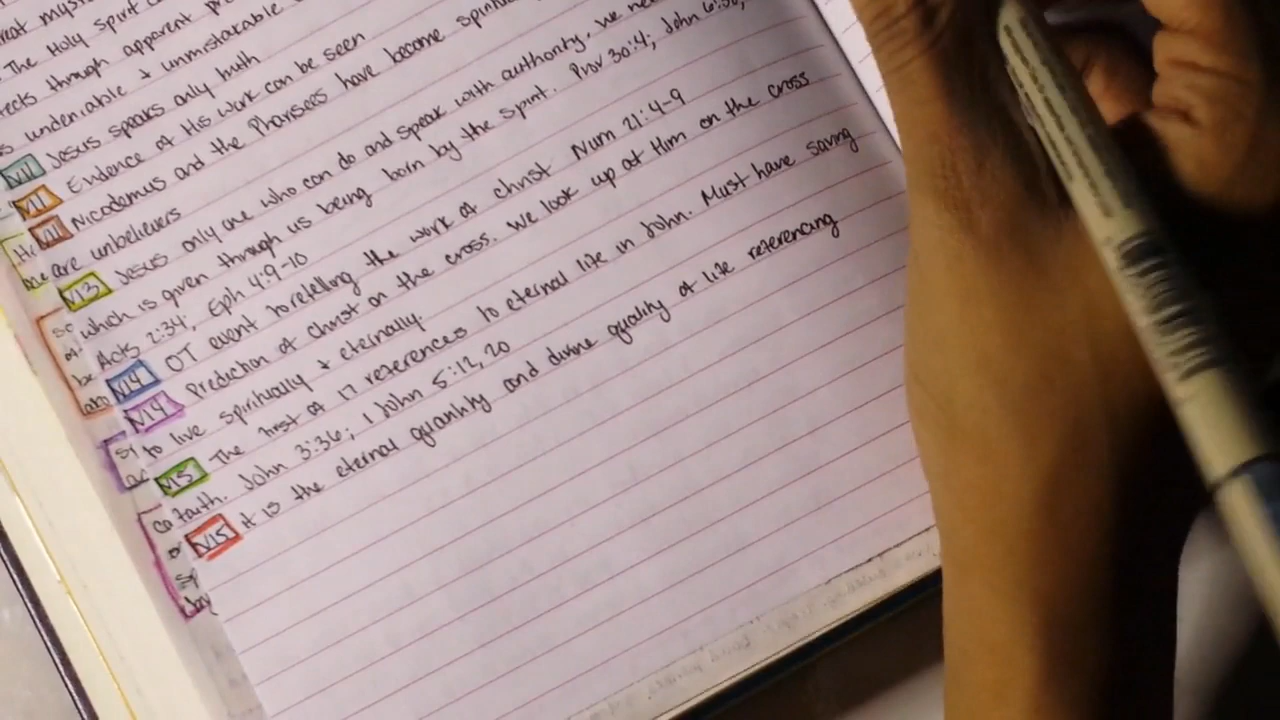 The Holy Spirit
through apparent
is undeniable + unmistakable
V11 Jesus speaks only truth
V11 Evidence of His work can be seen
V11 Nicodemus and the Pharisees have become
are unbelievers
V13 Jesus only one who can do and speak with authority, we
which is given through us being born by the spirit. Prov 30:4; John
Acts 2:34; Eph 4:9-10
V14 OT event retelling the work of christ Num 21:4-9
V14 Prediction of Christ on the cross. We look up at Him on the cross
to live spiritually + eternally.
V15 The first of 17 references to eternal life in John. Must have saving
faith. John 3:36; 1 John 5:12, 20
V15 it is the eternal quantity and divine quality of life referencing